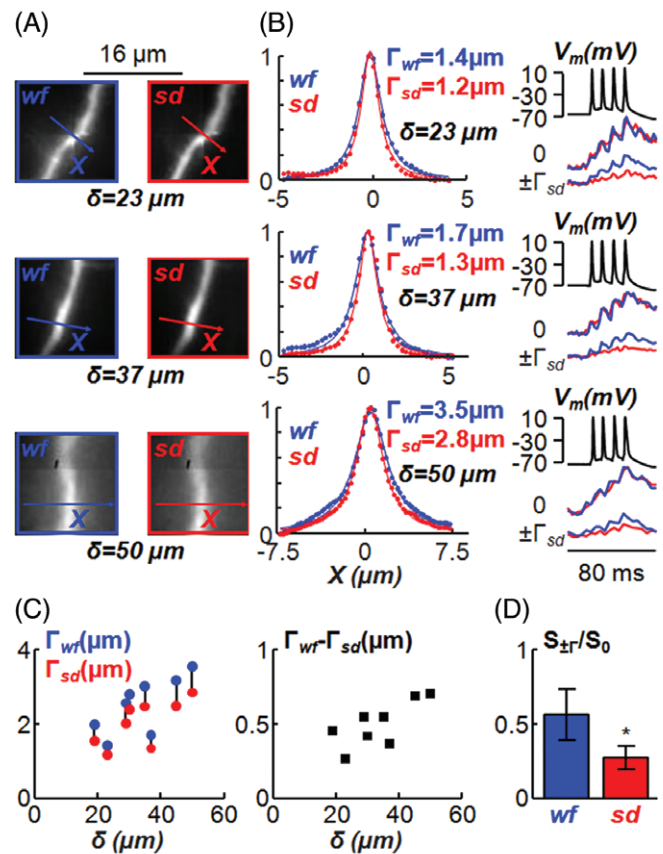 (A)
16 μm
wf
X
sd
X
δ=23 μm
wf
X
sd
X
δ=37 μm
wf
X
sd
X
δ=50 μm
(B)
1
0
wf
sd
Γwf=1.4μm
Γsd=1.2μm
δ=23 μm
-5 0 5
Vm(mV)
10
-30
-70
0
±Γsd
1
0
wf
sd
Γwf=1.7μm
Γsd=1.3μm
δ=37 μm
-5 0 5
Vm(mV)
10
-30
-70
0
±Γsd
1
0
wf
sd
Γwf=3.5μm
Γsd=2.8μm
δ=50 μm
-7.5 0 7.5
X (μm)
Vm(mV)
10
-30
-70
0
±Γsd
80 ms
(C)
Γwf(μm)
Γsd(μm)
4
2
0
0 20 40 60
δ (μm)
Γwf-Γsd(μm)
1
0.5
0
0 20 40 60
δ (μm)
(D)
S±Γ/S0
1
0.5
0
*
wf sd